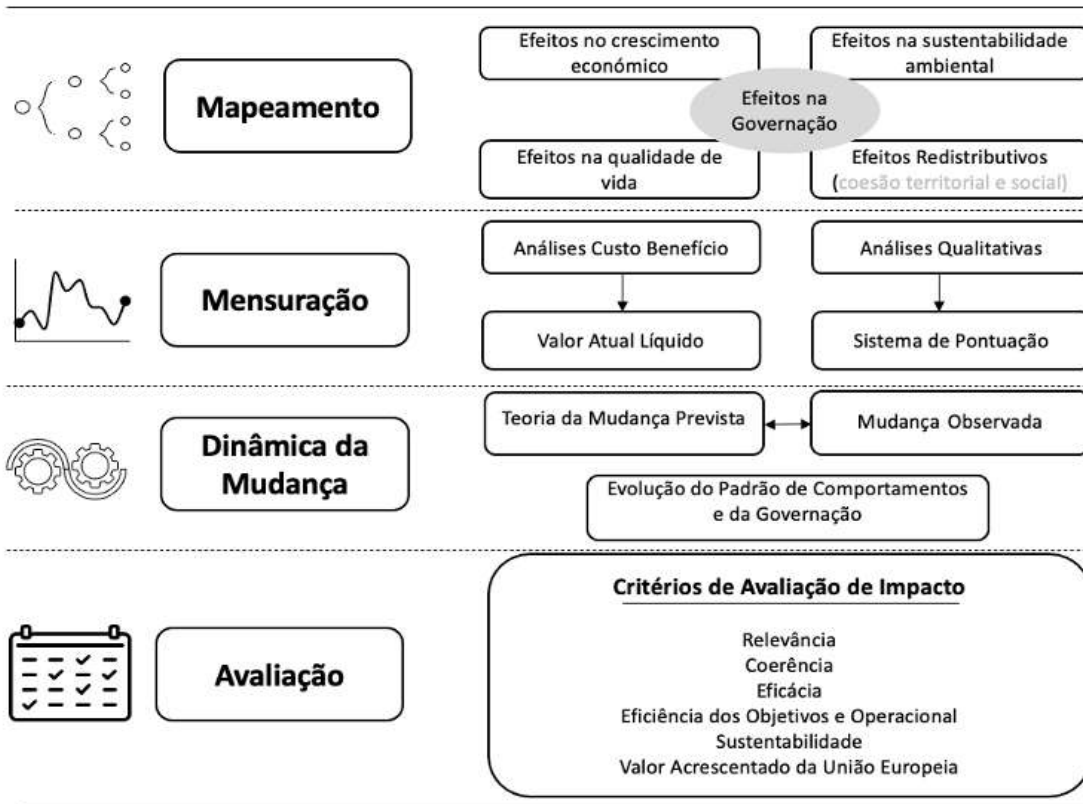 Mapeamento
Efeitos no crescimento
económico
Efeitos na sustentabilidade
ambiental
Efeitos na
Governação
Efeitos na qualidade de
vida
Efeitos Redistributivos
(coesão territorial e social)
Mensuração
Análises Custo Benefício
Análises Qualitativas
Valor Atual Líquido
Sistema de Pontuação
Dinâmica da
Mudança
Teoria da Mudança Prevista
Mudança Observada
Evolução do Padrão de Comportamentos
e da Governação
Avaliação
Critérios de Avaliação de Impacto
Relevância
Coerência
Eficácia
Eficiência dos Objetivos e Operacional
Sustentabilidade
Valor Acrescentado da União Europeia